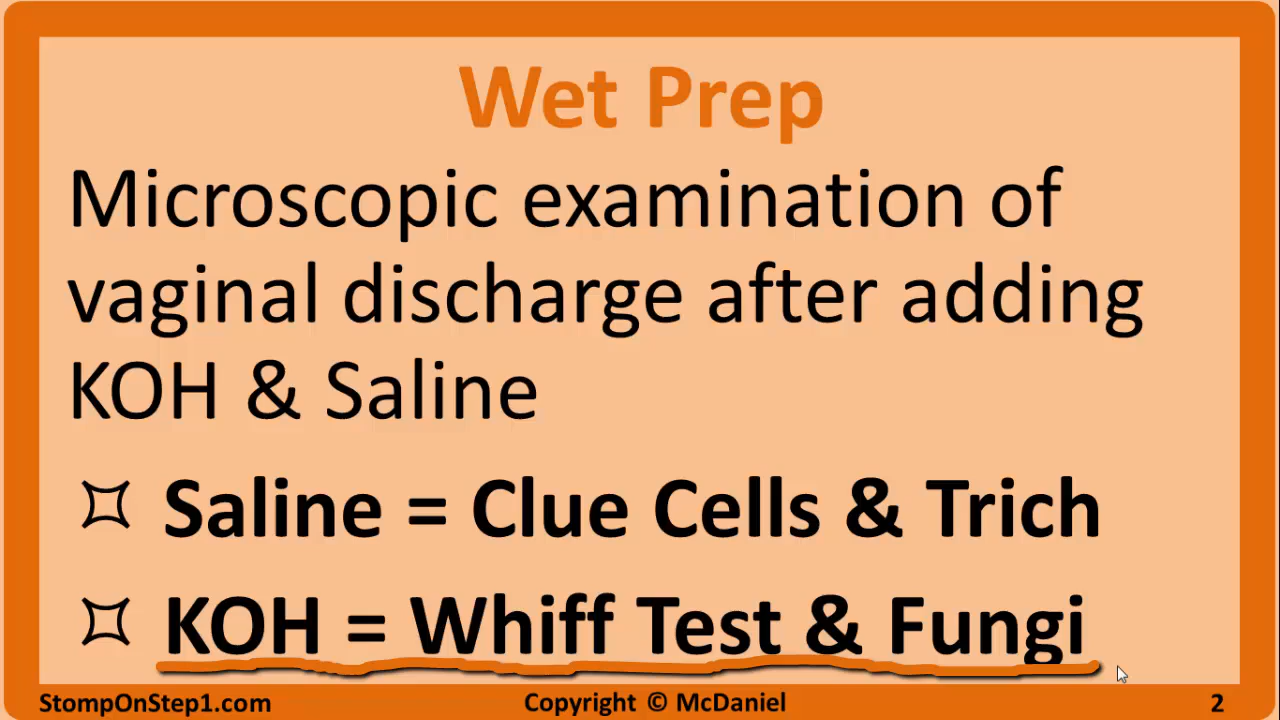 Wet Prep
Microscopic examination of
vaginal discharge after adding
KOH & Saline
Saline = Clue Cells & Trich
KOH = Whiff Test & Fungi
StompOnStep1.com Copyright © McDaniel 2